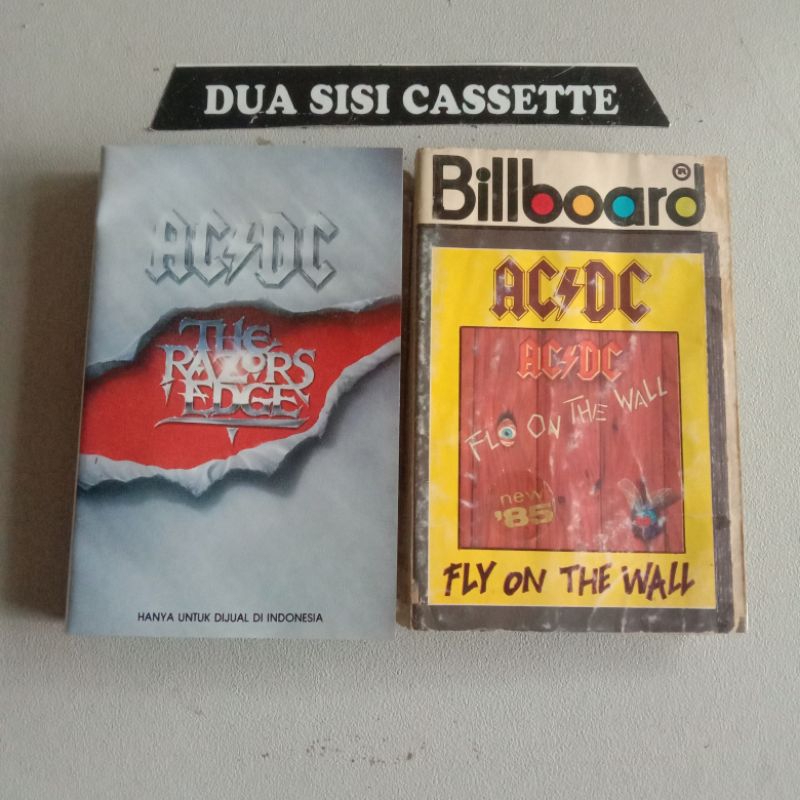 DUA SISI CASSETTE
AC/DC
THE
RAZORS
EDGE
HANYA UNTUK DIJUAL DI INDONESIA
Billboard®
AC/DC
AC/DC
FLY ON THE WALL
new!
'85
FLY ON THE WALL